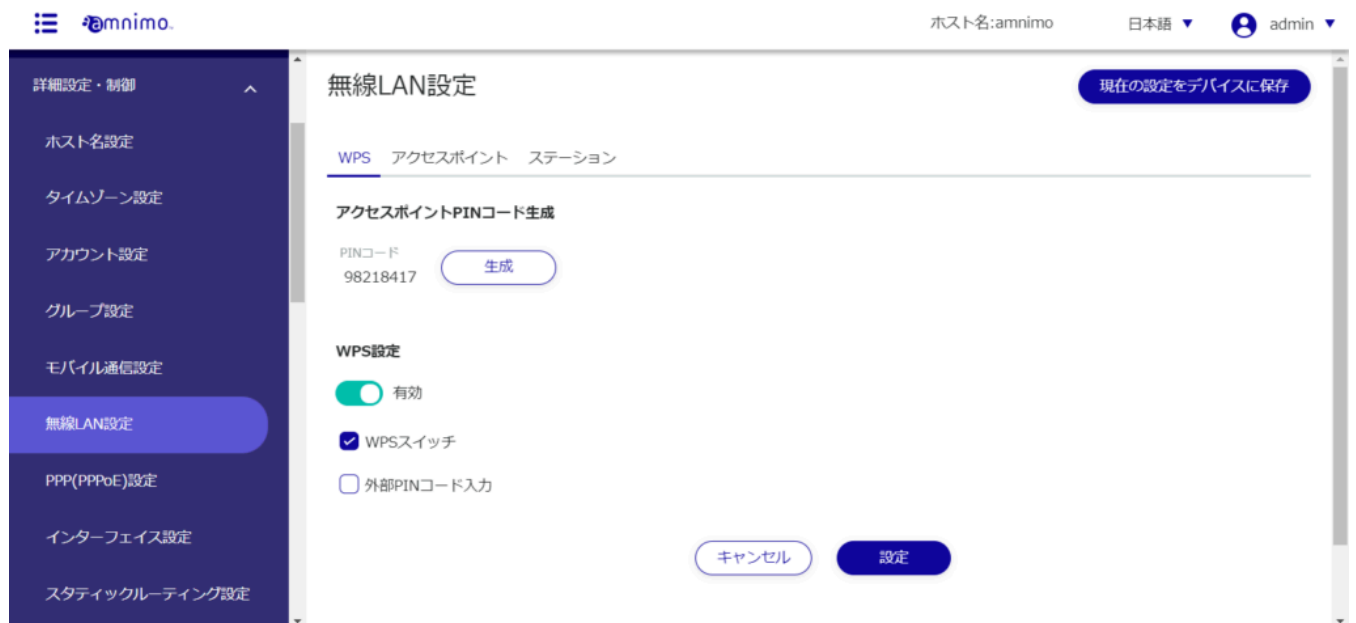 amnimo
ホスト名:amnimo
日本語 ▼
admin ▼
詳細設定・制御
ホスト名設定
タイムゾーン設定
アカウント設定
グループ設定
モバイル通信設定
無線LAN設定
PPP(PPPoE)設定
インターフェイス設定
スタティックルーティング設定
無線LAN設定
現在の設定をデバイスに保存
WPS アクセスポイント ステーション
アクセスポイントPINコード生成
PINコード
98218417
生成
WPS設定
有効
WPSスイッチ
外部PINコード入力
キャンセル
設定